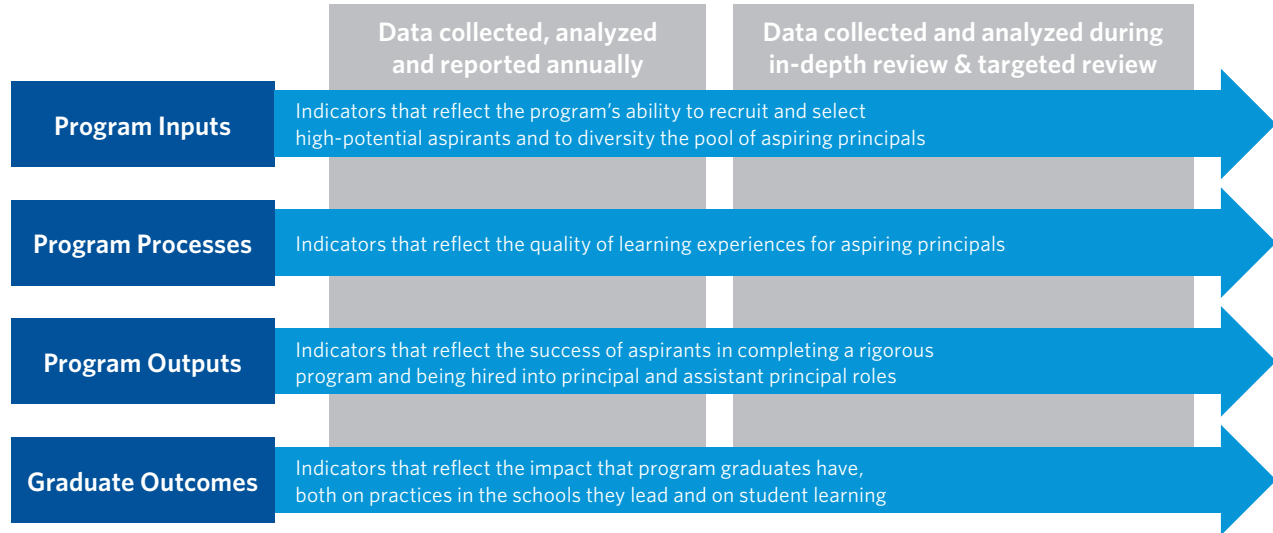 Data collected, analyzed
and reported annually
Data collected and analyzed during
in-depth review & targeted review
Program Inputs
Indicators that reflect the program’s ability to recruit and select
high-potential aspirants and to diversity the pool of aspiring principals
Program Processes
Indicators that reflect the quality of learning experiences for aspiring principals
Program Outputs
Indicators that reflect the success of aspirants in completing a rigorous
program and being hired into principal and assistant principal roles
Graduate Outcomes
Indicators that reflect the impact that program graduates have,
both on practices in the schools they lead and on student learning